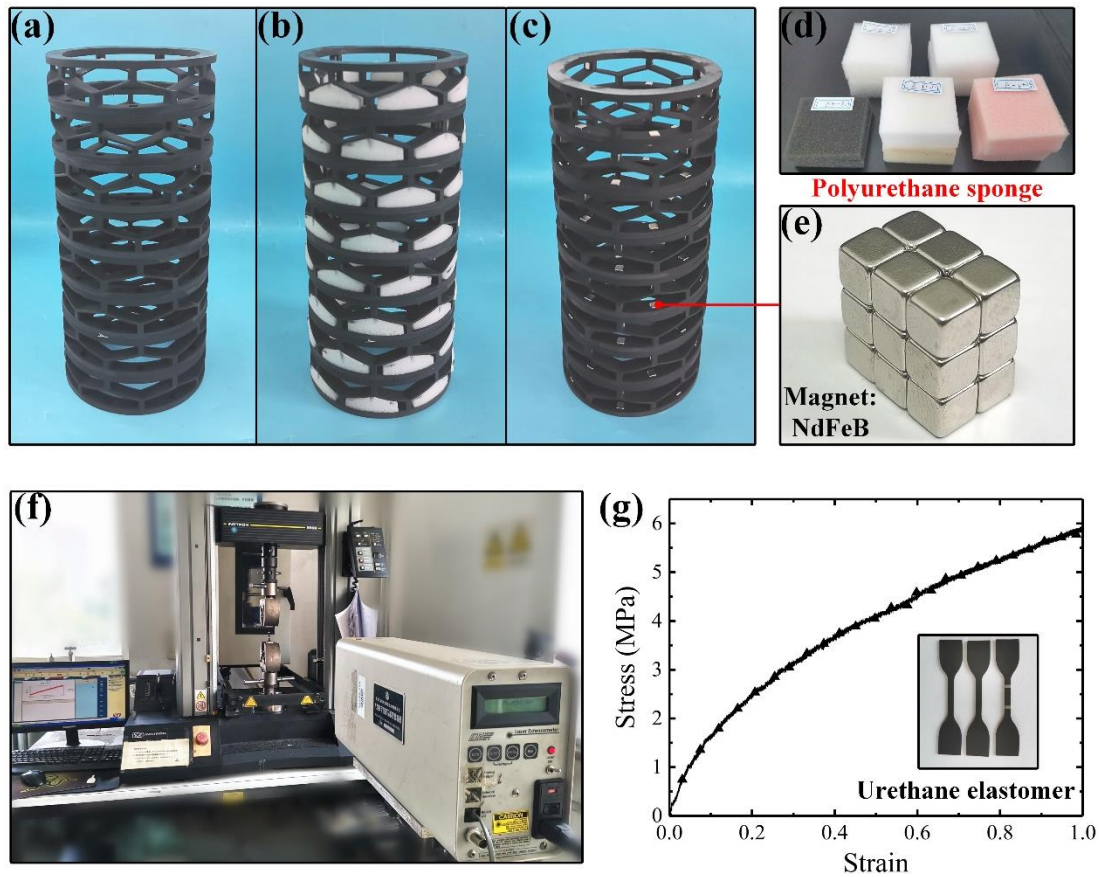 (a)
(b)
(c)
(d)
Polyurethane sponge
(e)
Magnet:
NdFeB
(f)
CAUTION
(g)
Stress (MPa)
6
5
4
3
2
1
0
0.0 0.2 0.4 0.6 0.8 1.0
Strain
Urethane elastomer